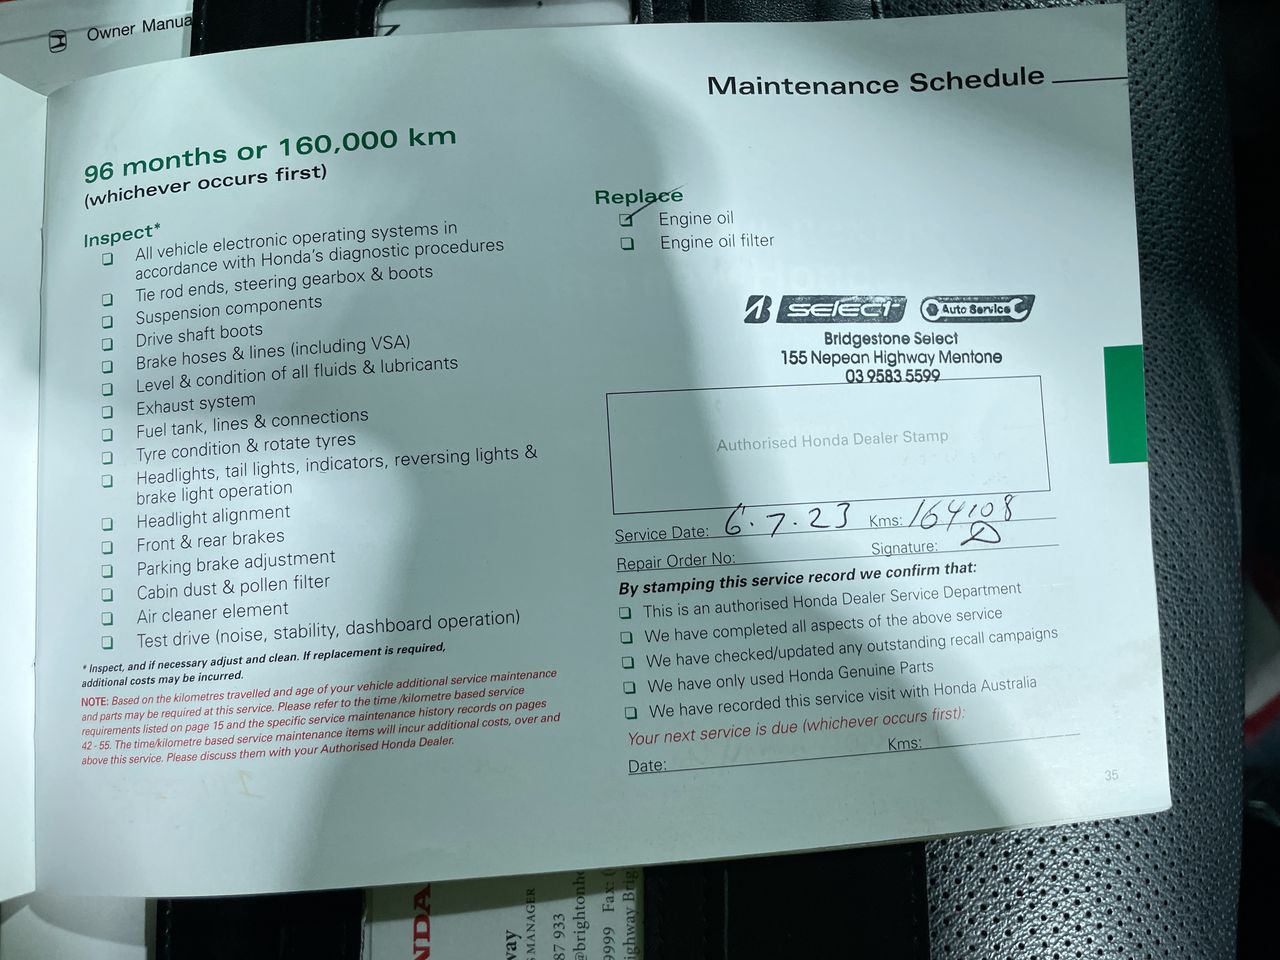 Owner Manua
Maintenance Schedule
96 months or 160,000 km
(whichever occurs first)
Inspect*
All vehicle electronic operating systems in
accordance with Honda's diagnostic procedures
Tie rod ends, steering gearbox & boots
Suspension components
Drive shaft boots
Brake hoses & lines (including VSA)
Level & condition of all fluids & lubricants
Exhaust system
Fuel tank, lines & connections
Tyre condition & rotate tyres
Headlights, tail lights, indicators, reversing lights &
brake light operation
Headlight alignment
Front & rear brakes
Parking brake adjustment
Cabin dust & pollen filter
Air cleaner element
Test drive (noise, stability, dashboard operation)
* Inspect, and if necessary adjust and clean. If replacement is required,
additional costs may be incurred.
NOTE: Based on the kilometres travelled and age of your vehicle additional service maintenance
and parts may be required at this service. Please refer to the time /kilometre based service
requirements listed on page 15 and the specific service maintenance history records on pages
42 - 55. The time/kilometre based service maintenance items will incur additional costs, over and
above this service. Please discuss them with your Authorised Honda Dealer.
Replace
Engine oil
Engine oil filter
B SELECT Auto Service
Bridgestone Select
155 Nepean Highway Mentone
03 9583 5599
Authorised Honda Dealer Stamp
Service Date: 6.7.23 Kms: 164108
Repair Order No: Signature:
By stamping this service record we confirm that:
This is an authorised Honda Dealer Service Department
We have completed all aspects of the above service
We have checked/updated any outstanding recall campaigns
We have only used Honda Genuine Parts
We have recorded this service visit with Honda Australia
Your next service is due (whichever occurs first):
Date: Kms:
35
NDA
way
MANAGER
87 933
@brightonho
9999 Fax: (
ighway Brig